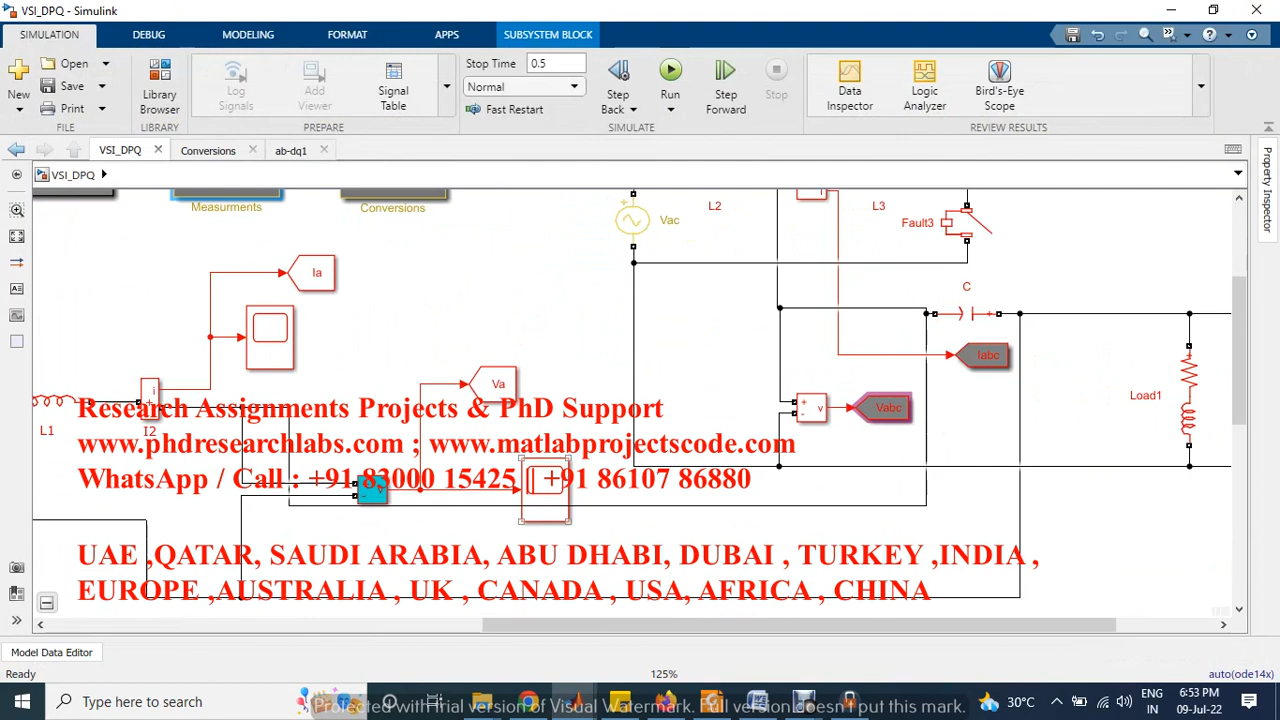 VSI_DPQ - Simulink
SIMULATION DEBUG MODELING FORMAT APPS SUBSYSTEM BLOCK
New
Open
Save
Print
FILE
Library Browser
LIBRARY
Log Signals
Add Viewer
Signal Table
PREPARE
Stop Time 0.5
Normal
Fast Restart
Step Back
Run
Step Forward
Stop
SIMULATE
Data Inspector
Logic Analyzer
Bird's-Eye Scope
REVIEW RESULTS
VSI_DPQ Conversions ab-dq1
VSI_DPQ
Property Inspector
Measurments
Conversions
Vac
L2
L3
Fault3
Ia
C
Iabc
Va
Vabc
Load1
L1
I2
i
v
Research Assignments Projects & PhD Support
www.phdresearchlabs.com ; www.matlabprojectscode.com
WhatsApp / Call : +91 83000 15425 ; +91 86107 86880
UAE ,QATAR, SAUDI ARABIA, ABU DHABI, DUBAI , TURKEY ,INDIA ,
EUROPE ,AUSTRALIA , UK , CANADA , USA, AFRICA , CHINA
Model Data Editor
Ready 125% auto(ode14x)
Type here to search
Protected with trial version of Visual Watermark. Full version doesn't put this mark.
30°C
ENG
IN
6:53 PM
09-Jul-22